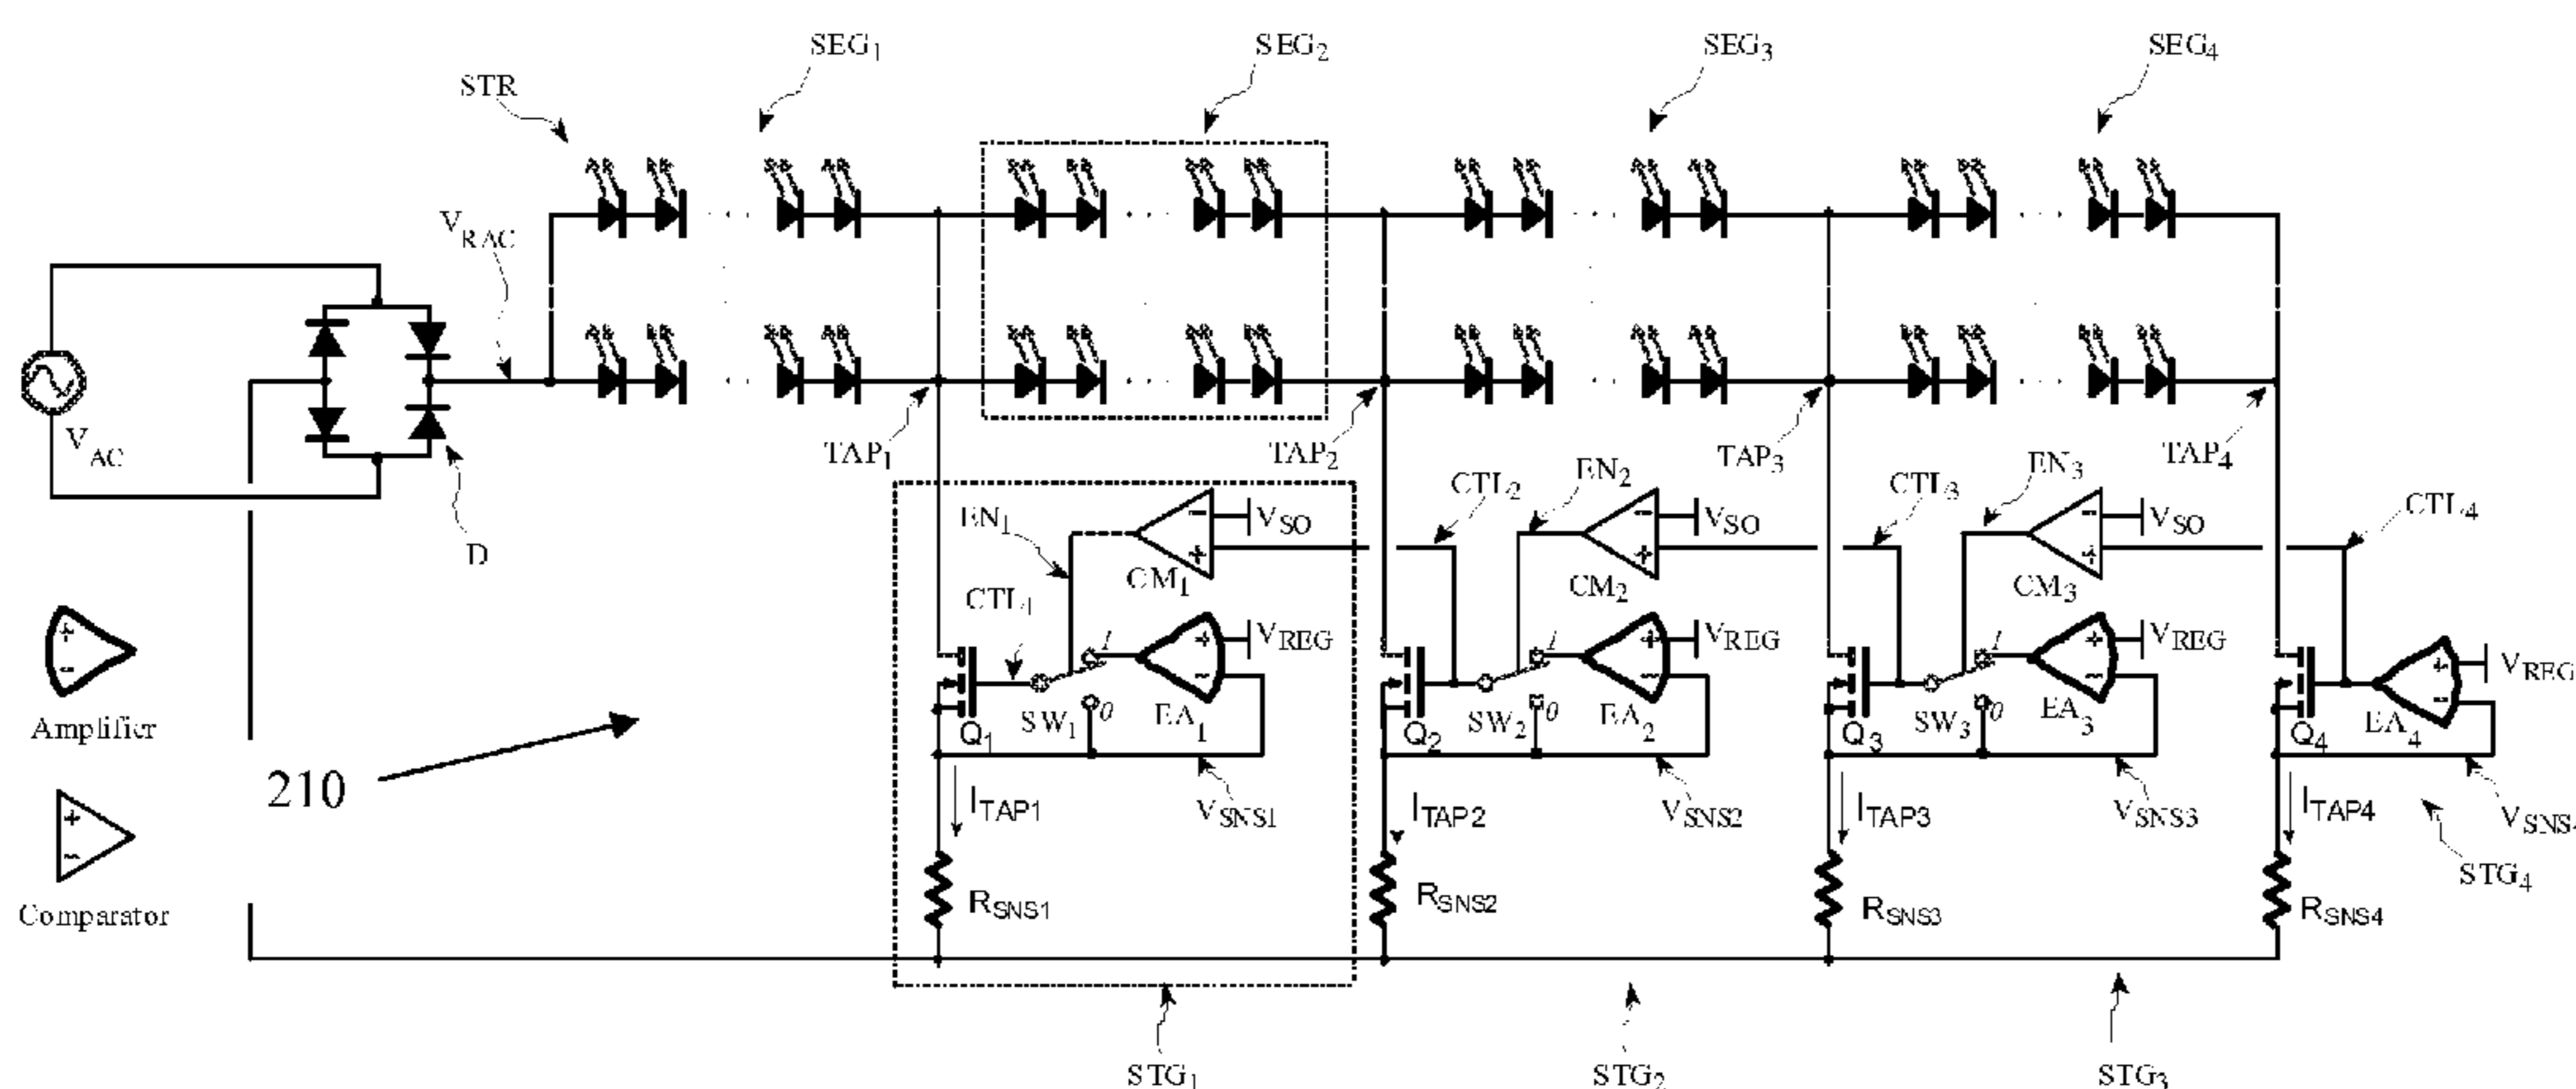 SEG1
SEG2
SEG3
SEG4
STR
VRAC
VAC
D
TAP1
TAP2
TAP3
TAP4
EN1
CTL1
CM1
VSO
CTL2
EN2
CM2
VSO
CTL3
EN3
CM3
VSO
CTL4
VREG
VREG
VREG
VREG
1
0
1
0
1
0
SW1
EA1
Q1
SW2
EA2
Q2
SW3
EA3
Q3
EA4
Q4
+
-
Amplifier
+
-
Comparator
210
ITAP1
VSNS1
ITAP2
VSNS2
ITAP3
VSNS3
ITAP4
RSNS1
RSNS2
RSNS3
RSNS4
STG4
STG1
STG2
STG3